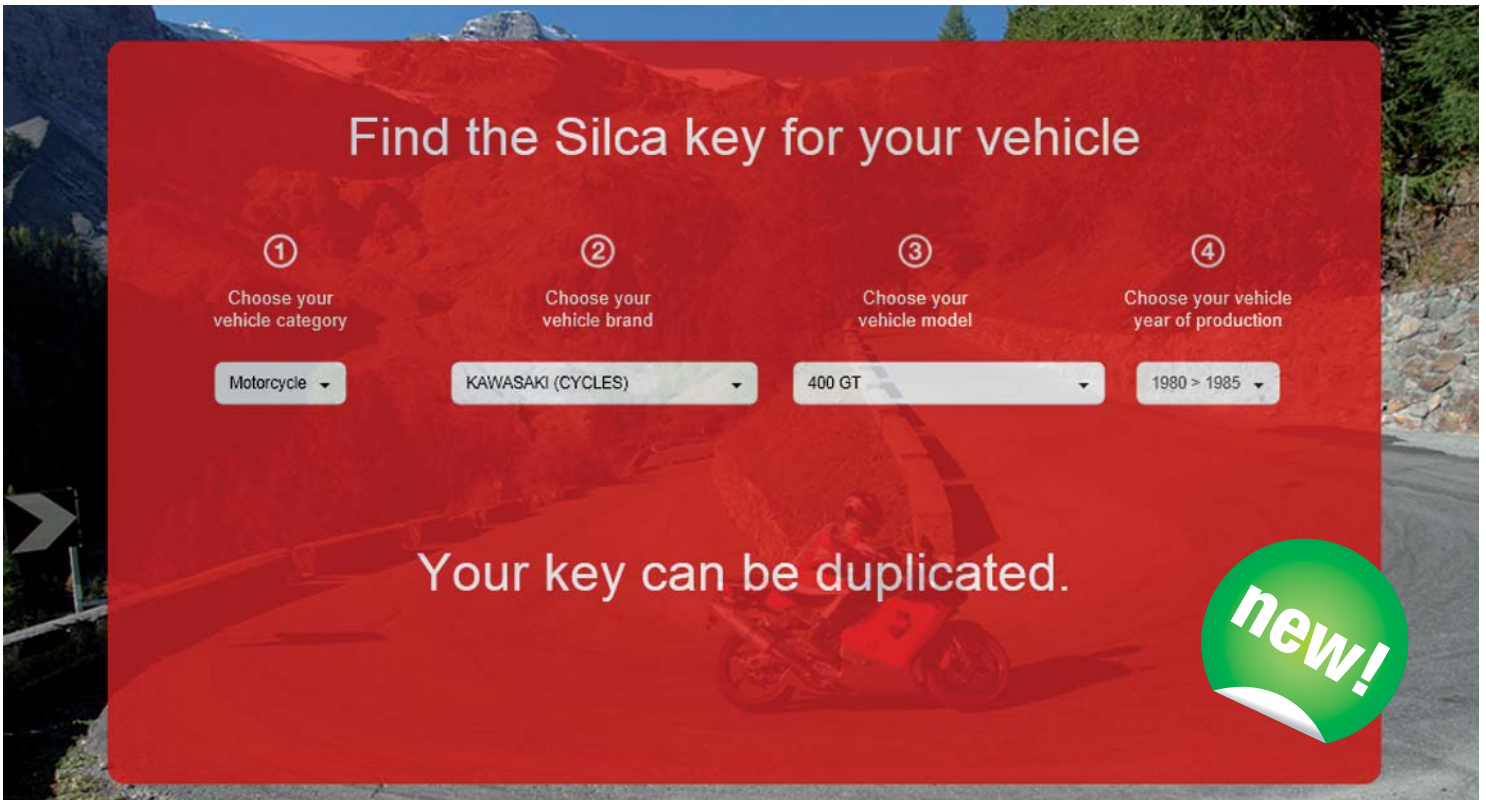 Find the Silca key for your vehicle
1
Choose your
vehicle category
Motorcycle
2
Choose your
vehicle brand
KAWASAKI (CYCLES)
3
Choose your
vehicle model
400 GT
4
Choose your vehicle
year of production
1980 > 1985
Your key can be duplicated.
new!